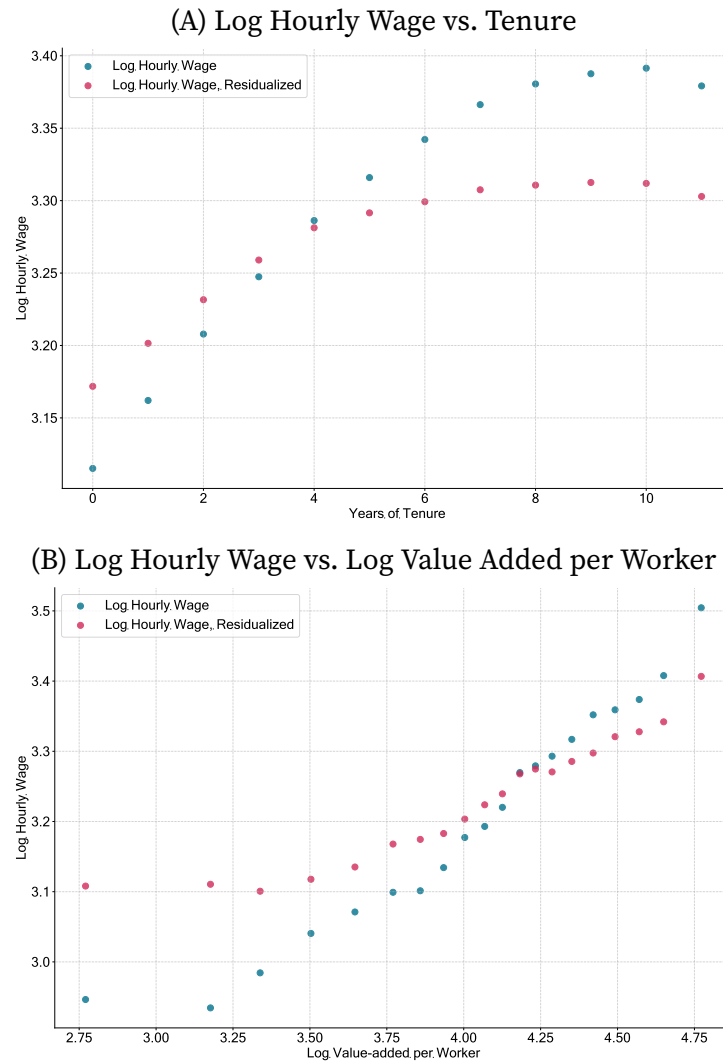 (A) Log Hourly Wage vs. Tenure
Log Hourly Wage
Log Hourly Wage, Residualized
3.40
3.35
3.30
3.25
3.20
3.15
Log Hourly Wage
0 2 4 6 8 10
Years of Tenure
(B) Log Hourly Wage vs. Log Value Added per Worker
Log Hourly Wage
Log Hourly Wage, Residualized
3.5
3.4
3.3
3.2
3.1
3.0
Log Hourly Wage
2.75 3.00 3.25 3.50 3.75 4.00 4.25 4.50 4.75
Log Value-added per Worker